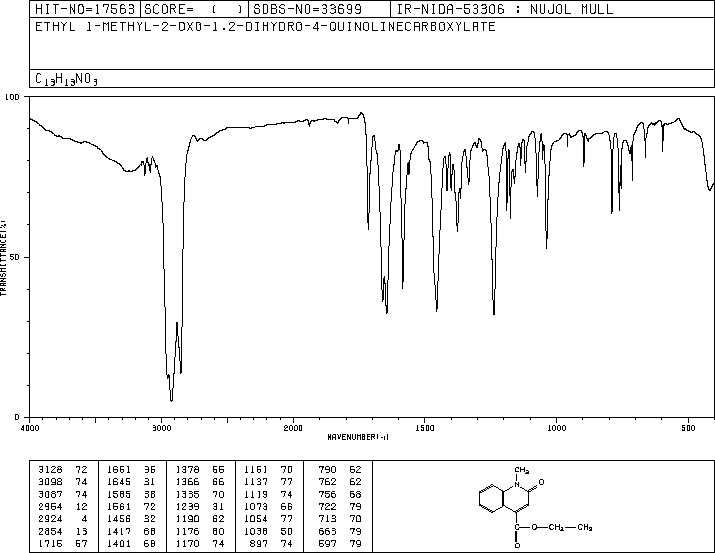 HIT-NO=17563 SCORE= ( ) SDBS-NO=33699 IR-NIDA-53306 : NUJOL MULL
ETHYL 1-METHYL-2-OXO-1,2-DIHYDRO-4-QUINOLINECARBOXYLATE
C13H13NO3
100
50
0
TRANSMITTANCE(%)
4000 3000 2000 1500 1000 500
WAVENUMBER(-1)
3128 72 1661 36 1378 66 1161 70 790 62
3098 74 1645 31 1366 66 1137 77 762 62
3087 74 1585 38 1335 70 1119 74 756 68
2954 12 1561 72 1239 31 1073 66 722 79
2924 4 1456 32 1190 62 1054 77 713 70
2854 13 1417 68 1176 60 1038 50 663 79
1716 57 1401 68 1170 74 897 74 597 79
CH3
N
O
C
O
CH2
CH3
O